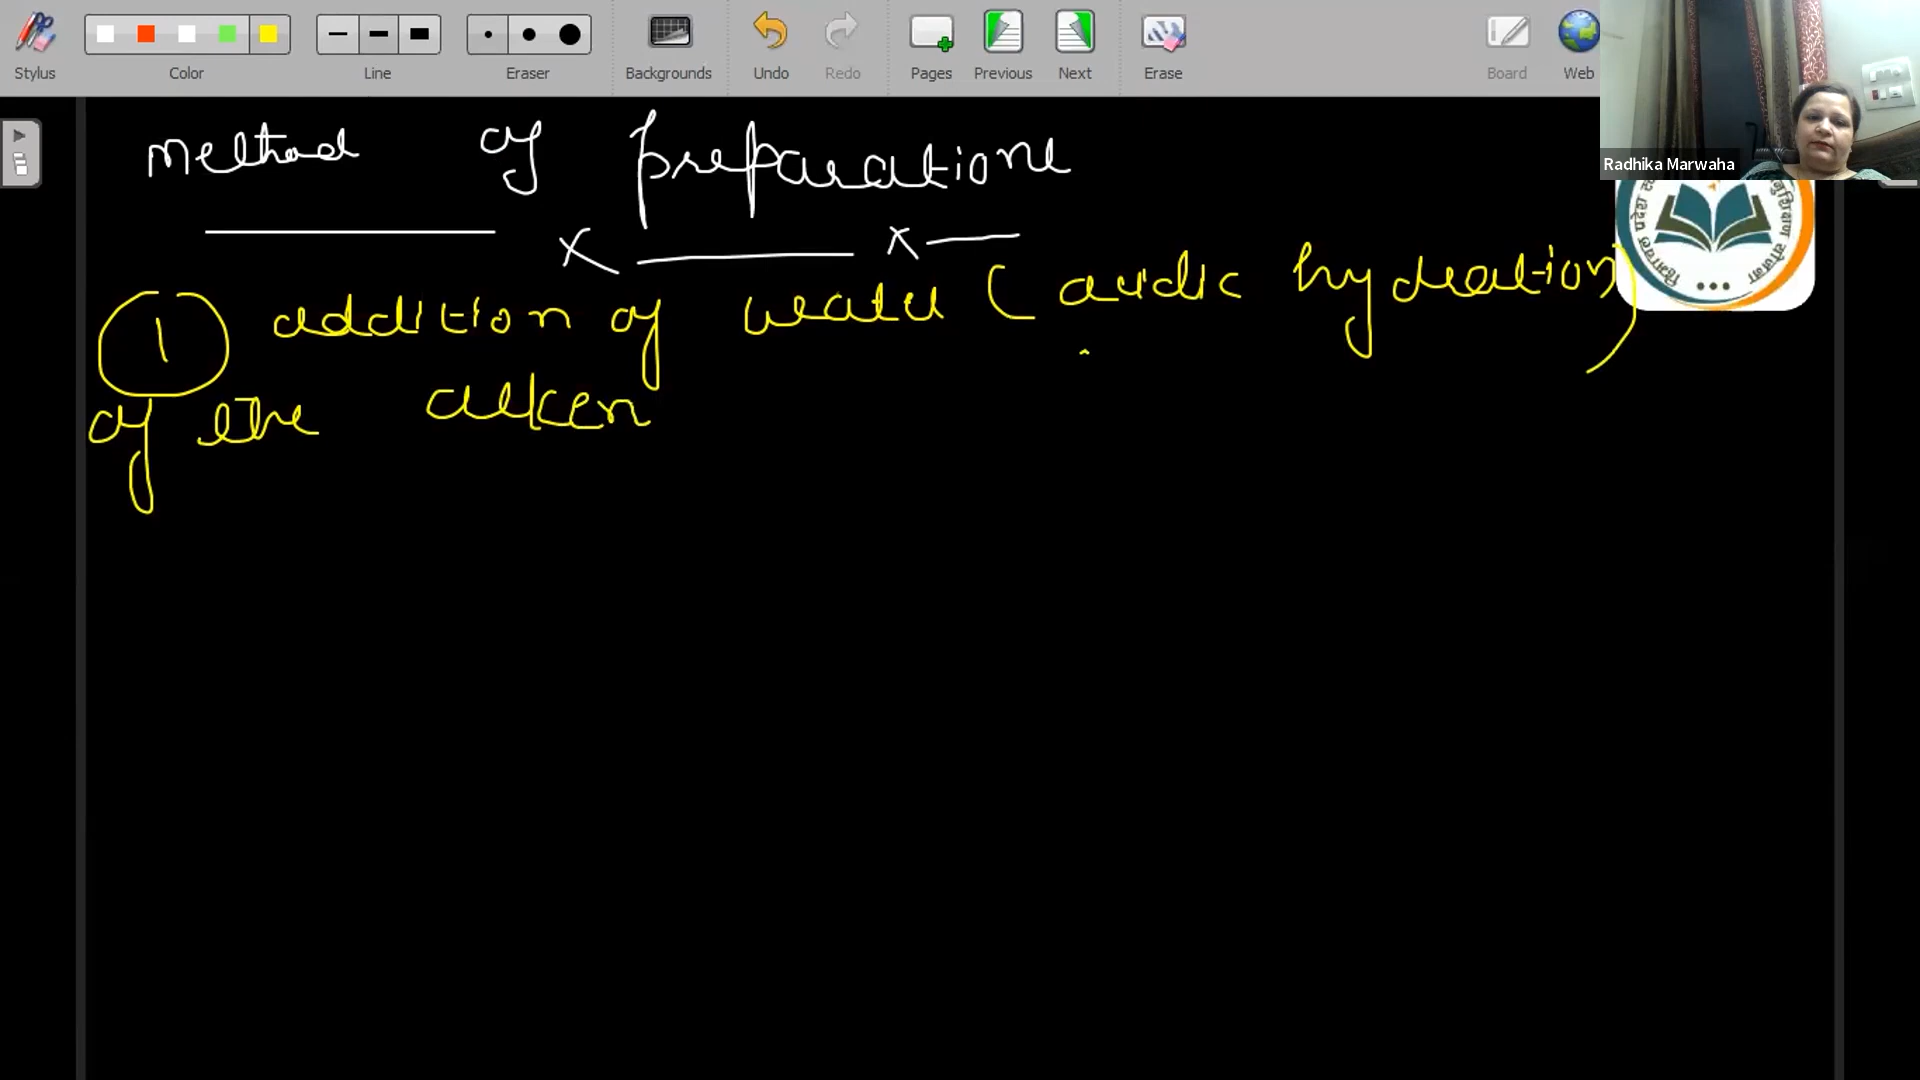 Stylus
Color
Line
Eraser
Backgrounds
Undo
Redo
Pages
Previous
Next
Erase
Board
Web
Radhika Marwaha
Method of preparations
1 addition of water (acidic hydration)
of the alken